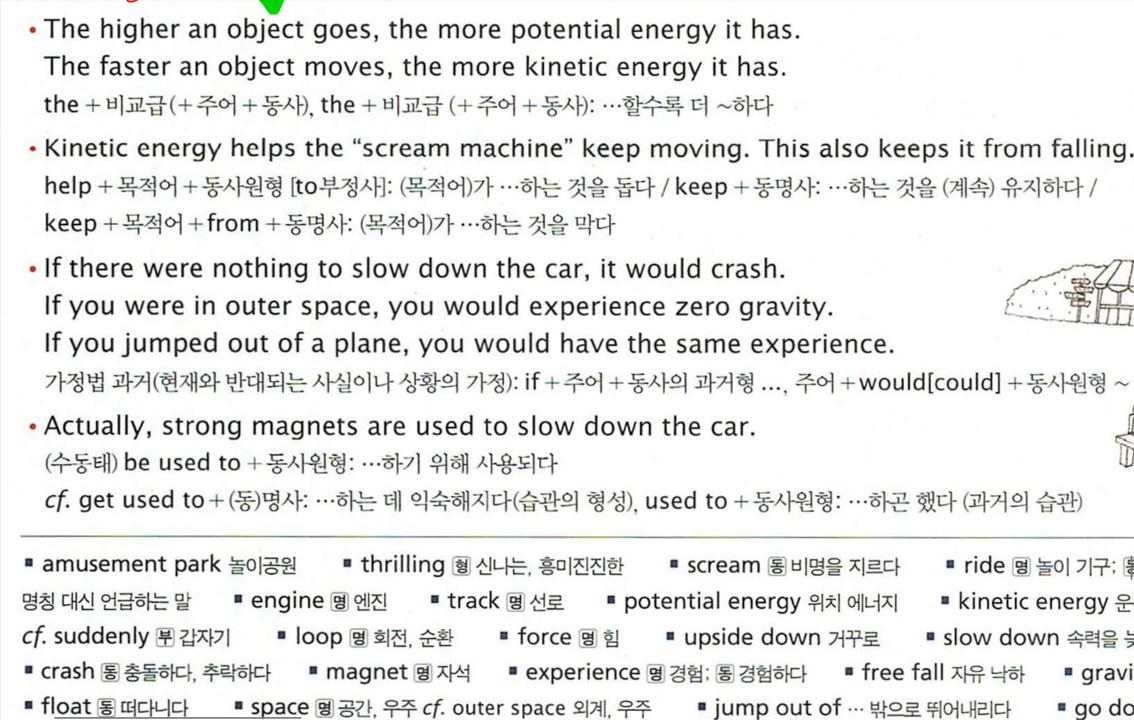 • The higher an object goes, the more potential energy it has.
The faster an object moves, the more kinetic energy it has.
the + 비교급 (+ 주어 + 동사), the + 비교급 (+ 주어 + 동사): …할수록 더 ~하다
• Kinetic energy helps the “scream machine” keep moving. This also keeps it from falling.
help + 목적어 + 동사원형 [to부정사]: (목적어)가 …하는 것을 돕다 / keep + 동명사: …하는 것을 (계속) 유지하다 /
keep + 목적어 + from + 동명사: (목적어)가 …하는 것을 막다
• If there were nothing to slow down the car, it would crash.
If you were in outer space, you would experience zero gravity.
If you jumped out of a plane, you would have the same experience.
가정법 과거(현재와 반대되는 사실이나 상황의 가정): if + 주어 + 동사의 과거형 …, 주어 + would[could] + 동사원형 ~
• Actually, strong magnets are used to slow down the car.
(수동태) be used to + 동사원형: …하기 위해 사용되다
cf. get used to + (동)명사: …하는 데 익숙해지다(습관의 형성), used to + 동사원형: …하곤 했다 (과거의 습관)
▪ amusement park 놀이공원 ▪ thrilling 형 신나는, 흥미진진한 ▪ scream 동 비명을 지르다 ▪ ride 명 놀이 기구;
명칭 대신 언급하는 말 ▪ engine 명 엔진 ▪ track 명 선로 ▪ potential energy 위치 에너지 ▪ kinetic energy 운
cf. suddenly 부 갑자기 ▪ loop 명 회전, 순환 ▪ force 명 힘 ▪ upside down 거꾸로 ▪ slow down 속력을
▪ crash 동 충돌하다, 추락하다 ▪ magnet 명 자석 ▪ experience 명 경험; 동 경험하다 ▪ free fall 자유 낙하 ▪ gravi
▪ float 동 떠다니다 ▪ space 명 공간, 우주 cf. outer space 외계, 우주 ▪ jump out of … 밖으로 뛰어내리다 ▪ go do